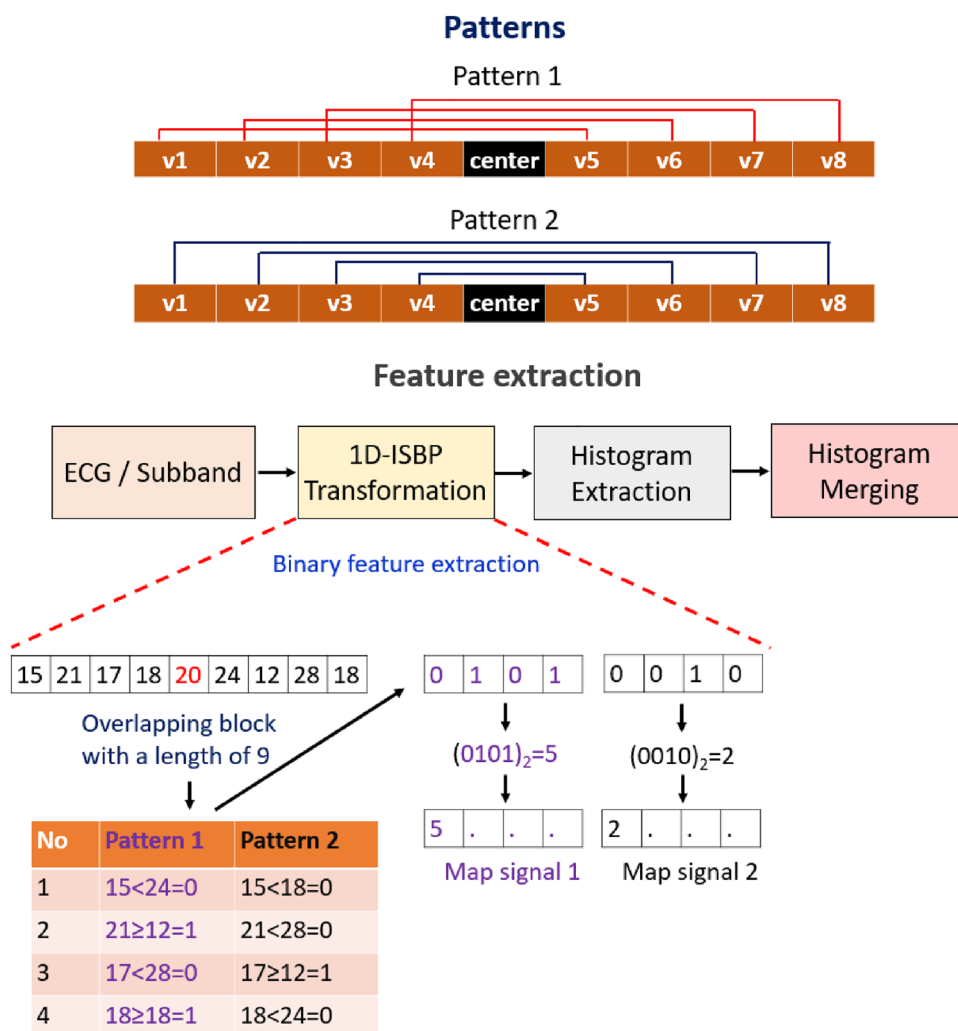 Patterns
Pattern 1
v1 v2 v3 v4 center v5 v6 v7 v8
Pattern 2
v1 v2 v3 v4 center v5 v6 v7 v8
Feature extraction
ECG / Subband
1D-ISBP
Transformation
Histogram
Extraction
Histogram
Merging
Binary feature extraction
15 21 17 18 20 24 12 28 18
Overlapping block
with a length of 9
0 1 0 1
(0101)₂=5
5 . . .
Map signal 1
0 0 1 0
(0010)₂=2
2 . . .
Map signal 2
No Pattern 1 Pattern 2
1 15<24=0 15<18=0
2 21≥12=1 21<28=0
3 17<28=0 17≥12=1
4 18≥18=1 18<24=0